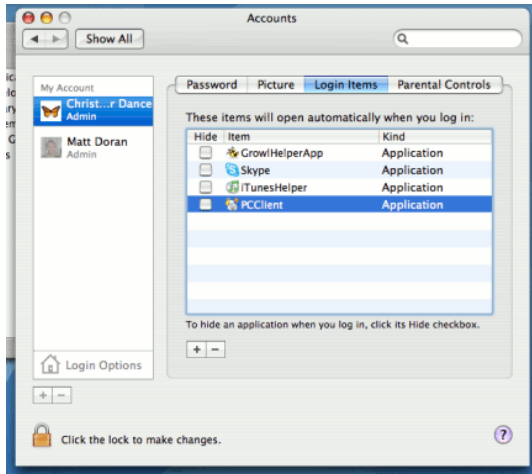 Accounts
Show All
My Account
Christ...r Dance
Admin
Matt Doran
Admin
Login Options
Password Picture Login Items Parental Controls
These items will open automatically when you log in:
Hide Item Kind
GrowlHelperApp Application
Skype Application
iTunesHelper Application
PCClient Application
To hide an application when you log in, click its Hide checkbox.
+ −
+ −
Click the lock to make changes.
?